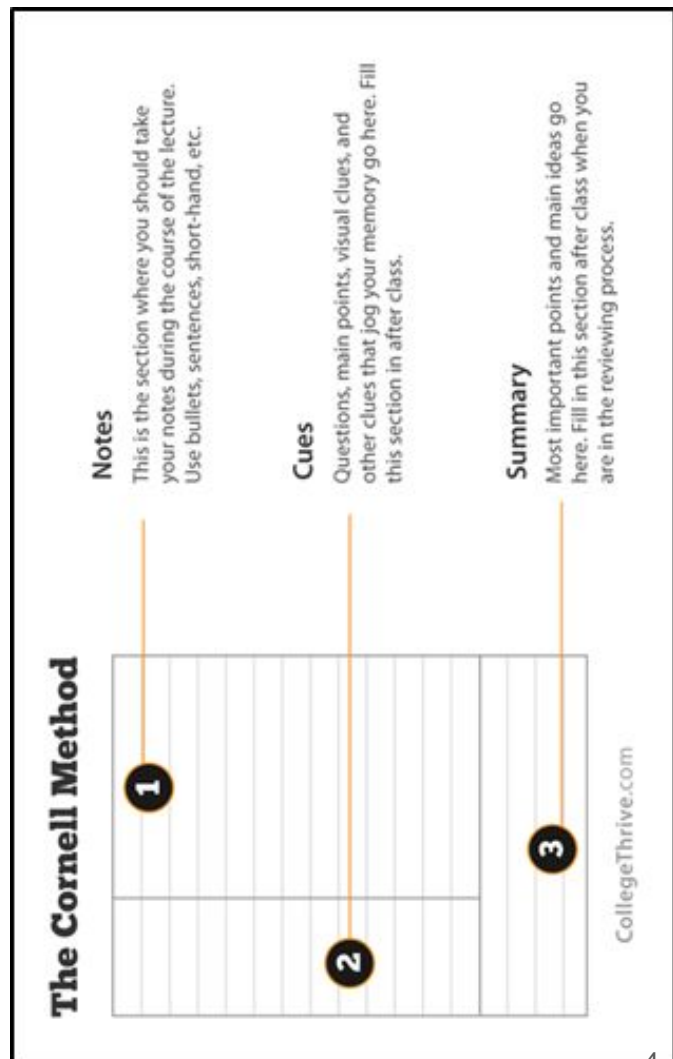 The Cornell Method
1
2
3
Notes
This is the section where you should take
your notes during the course of the lecture.
Use bullets, sentences, short-hand, etc.
Cues
Questions, main points, visual clues, and
other clues that jog your memory go here. Fill
this section in after class.
Summary
Most important points and main ideas go
here. Fill in this section after class when you
are in the reviewing process.
CollegeThrive.com
4